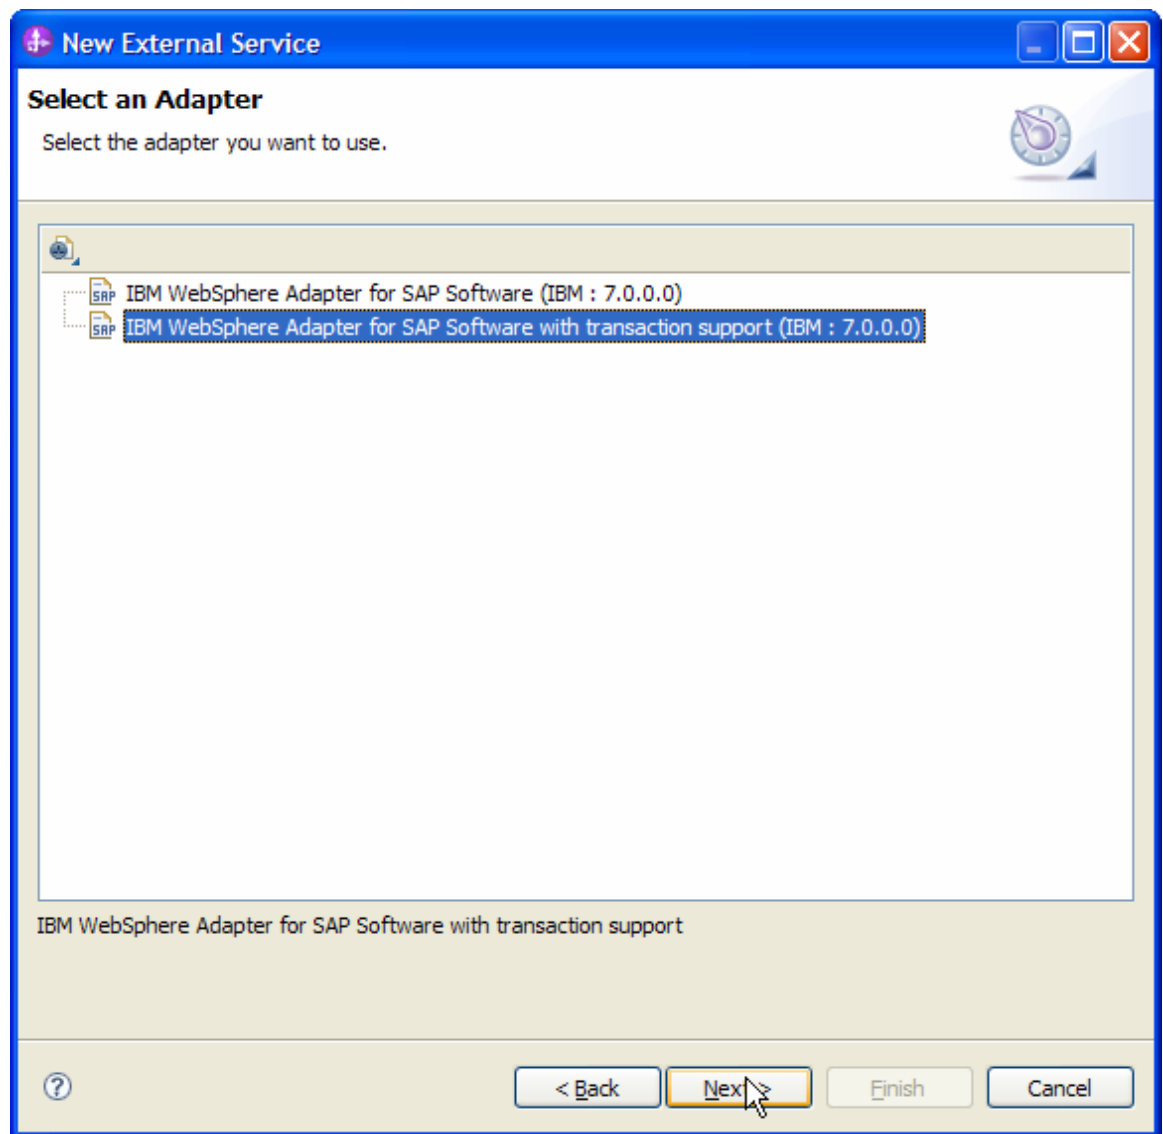 New External Service
Select an Adapter
Select the adapter you want to use.
SAP IBM WebSphere Adapter for SAP Software (IBM : 7.0.0.0)
SAP IBM WebSphere Adapter for SAP Software with transaction support (IBM : 7.0.0.0)
IBM WebSphere Adapter for SAP Software with transaction support
? < Back Next > Finish Cancel